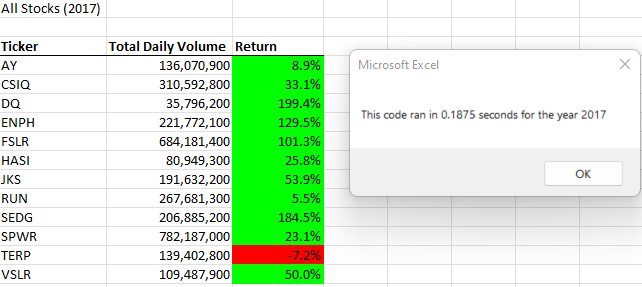 All Stocks (2017)
Ticker Total Daily Volume Return
AY 136,070,900 8.9%
CSIQ 310,592,800 33.1%
DQ 35,796,200 199.4%
ENPH 221,772,100 129.5%
FSLR 684,181,400 101.3%
HASI 80,949,300 25.8%
JKS 191,632,200 53.9%
RUN 267,681,300 5.5%
SEDG 206,885,200 184.5%
SPWR 782,187,000 23.1%
TERP 139,402,800 -7.2%
VSLR 109,487,900 50.0%
Microsoft Excel
This code ran in 0.1875 seconds for the year 2017
OK